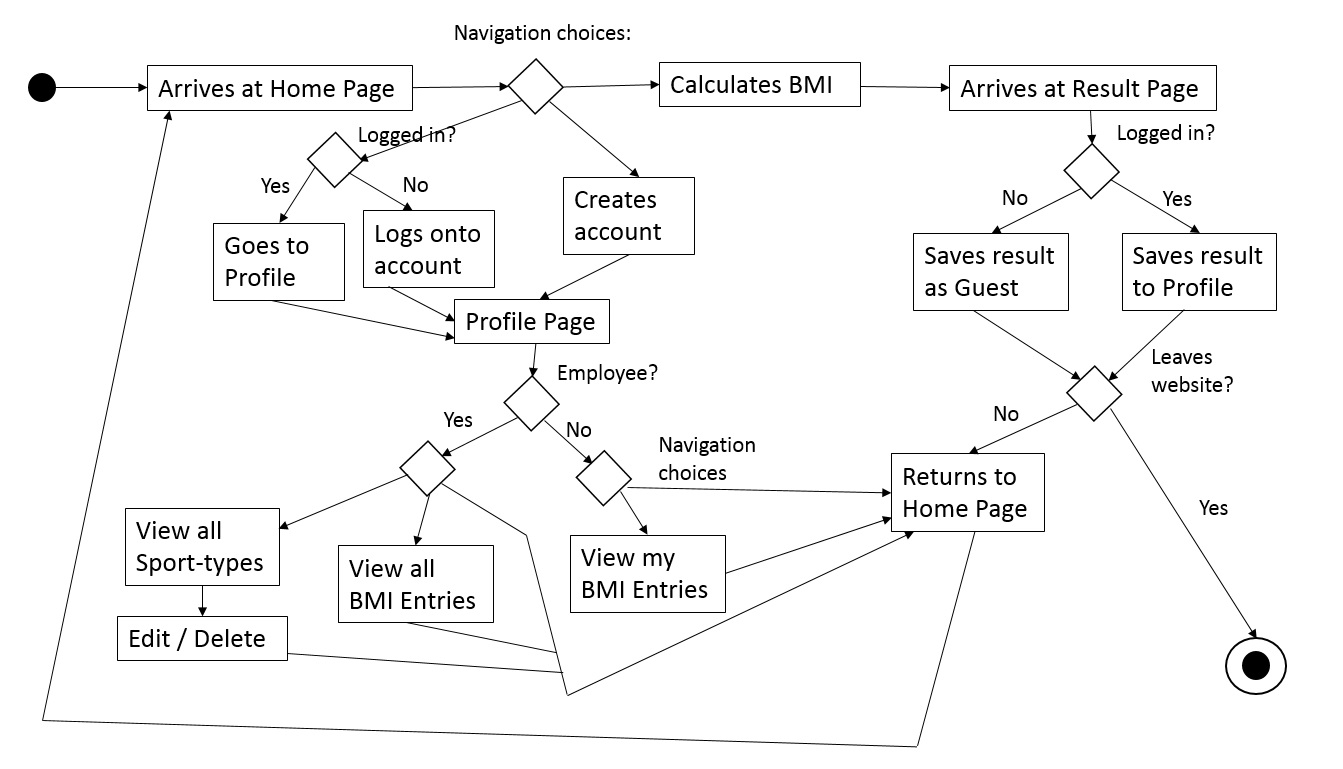 Navigation choices:
Arrives at Home Page
Calculates BMI
Arrives at Result Page
Logged in?
Logged in?
Yes
No
No
Yes
Goes to
Profile
Logs onto
account
Creates
account
Saves result
as Guest
Saves result
to Profile
Profile Page
Employee?
Leaves
website?
Yes
No
No
Navigation
choices
Returns to
Home Page
Yes
View all
Sport-types
View all
BMI Entries
View my
BMI Entries
Edit / Delete